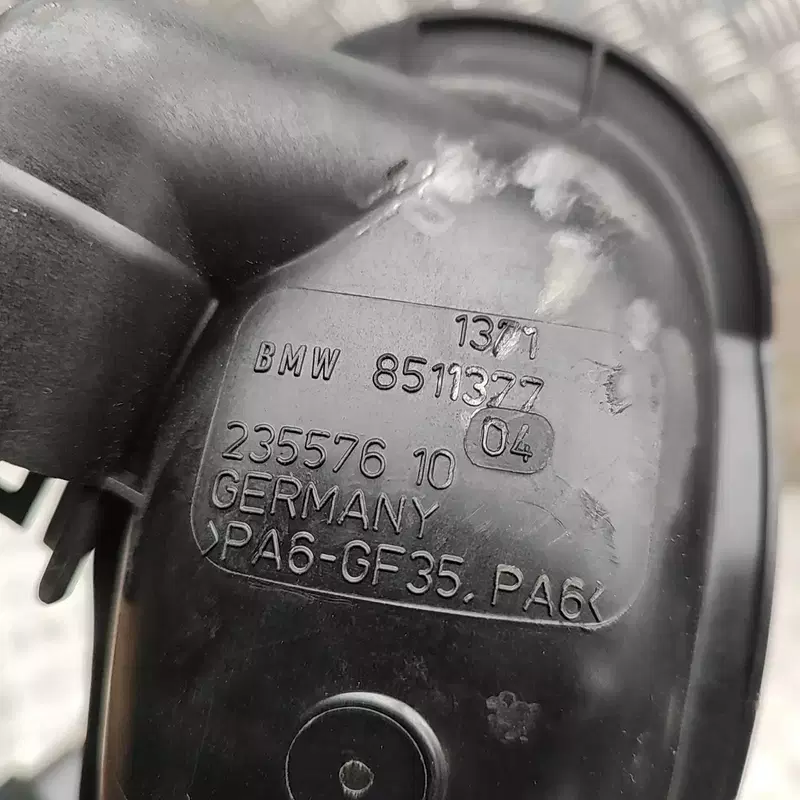 1371
BMW 8511377
04
235576 10
GERMANY
>PA6-GF35, PA6<